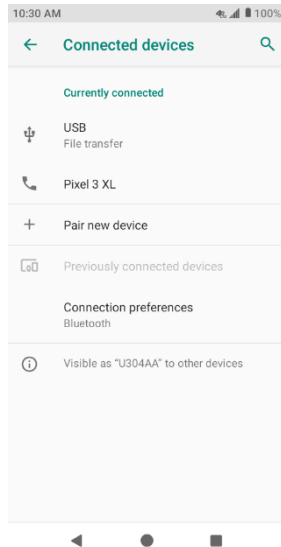 10:30 AM 100%
Connected devices
Currently connected
USB
File transfer
Pixel 3 XL
Pair new device
Previously connected devices
Connection preferences
Bluetooth
Visible as “U304AA” to other devices